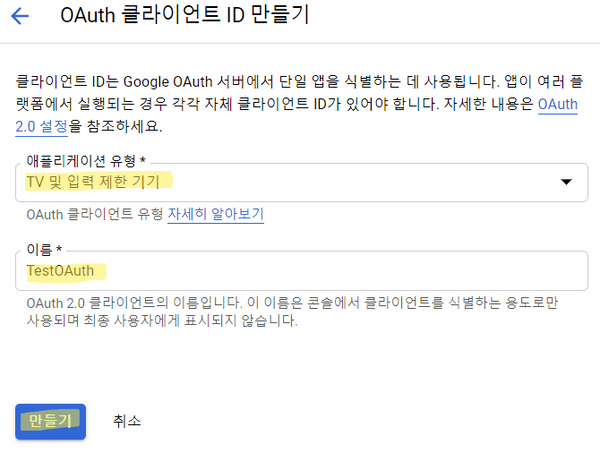 OAuth 클라이언트 ID 만들기
클라이언트 ID는 Google OAuth 서버에서 단일 앱을 식별하는 데 사용됩니다. 앱이 여러 플
랫폼에서 실행되는 경우 각각 자체 클라이언트 ID가 있어야 합니다. 자세한 내용은 OAuth
2.0 설정을 참조하세요.
애플리케이션 유형 *
TV 및 입력 제한 기기
OAuth 클라이언트 유형 자세히 알아보기
이름 *
TestOAuth
OAuth 2.0 클라이언트의 이름입니다. 이 이름은 콘솔에서 클라이언트를 식별하는 용도로만
사용되며 최종 사용자에게 표시되지 않습니다.
만들기 취소